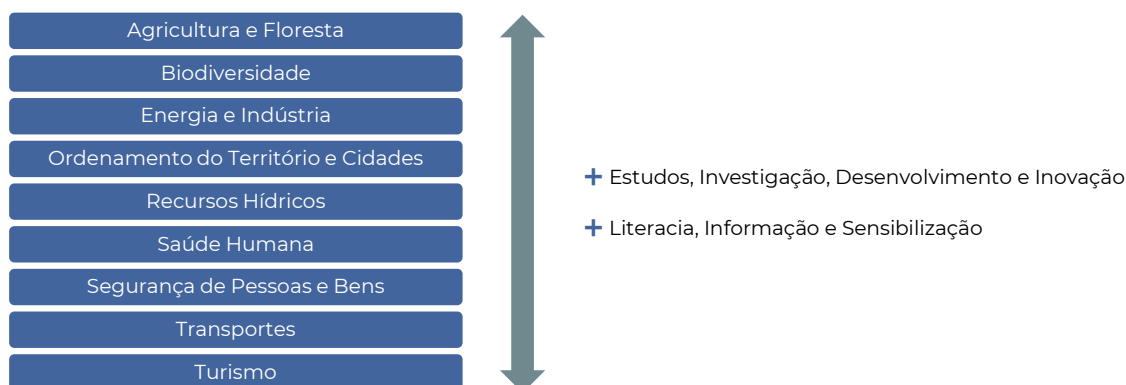 Agricultura e Floresta
Biodiversidade
Energia e Indústria
Ordenamento do Território e Cidades
Recursos Hídricos
Saúde Humana
Segurança de Pessoas e Bens
Transportes
Turismo
+ Estudos, Investigação, Desenvolvimento e Inovação
+ Literacia, Informação e Sensibilização